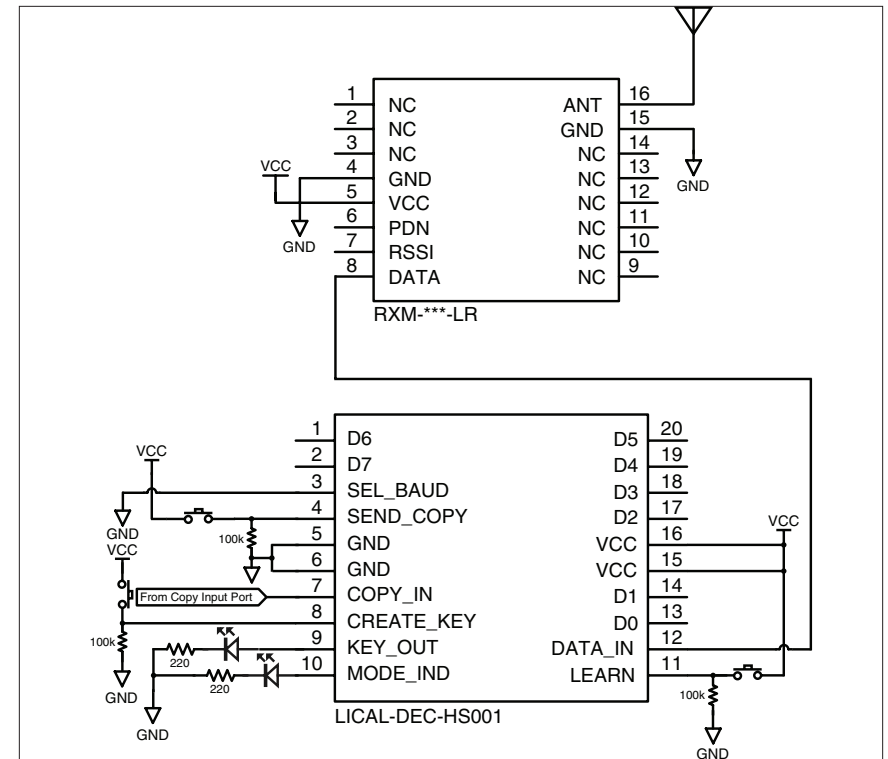 1 NC ANT 16
2 NC GND 15
3 NC NC 14
VCC 4 GND NC 13 GND
5 VCC NC 12
GND 6 PDN NC 11
7 RSSI NC 10
8 DATA NC 9
RXM-***-LR
1 D6 D5 20
VCC 2 D7 D4 19
3 SEL_BAUD D3 18
GND 4 SEND_COPY D2 17 VCC
100k 5 GND VCC 16
VCC 6 GND VCC 15
From Copy Input Port 7 COPY_IN D1 14
100k 8 CREATE_KEY D0 13
220 9 KEY_OUT DATA_IN 12
GND 220 10 MODE_IND LEARN 11
100k
LICAL-DEC-HS001
GND GND